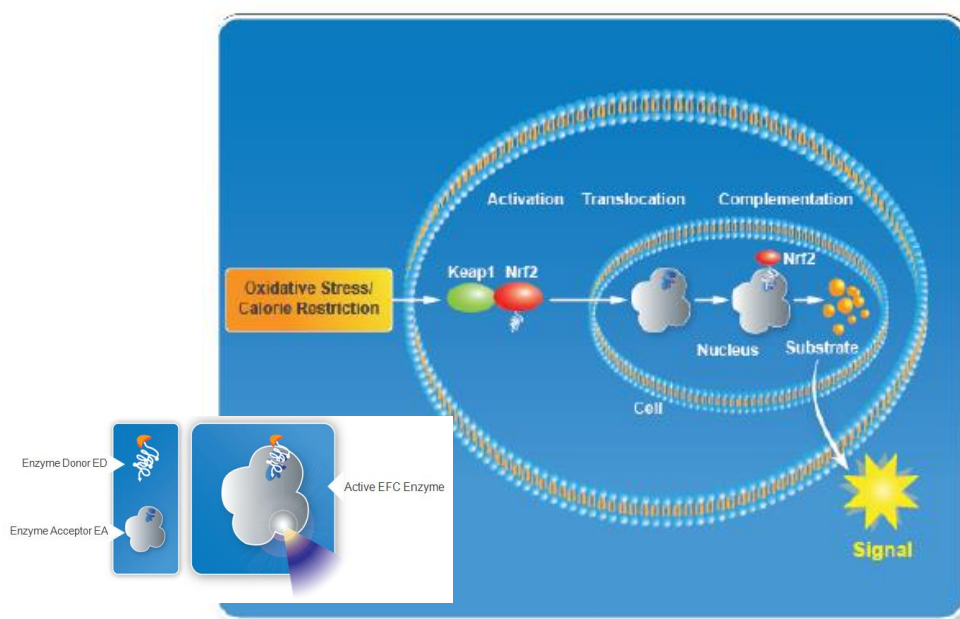 Activation Translocation Complementation
Oxidative Stress/
Calorie Restriction
Keap1 Nrf2
Nrf2
Nucleus Substrate
Cell
Signal
Enzyme Donor ED
Enzyme Acceptor EA
Active EFC Enzyme